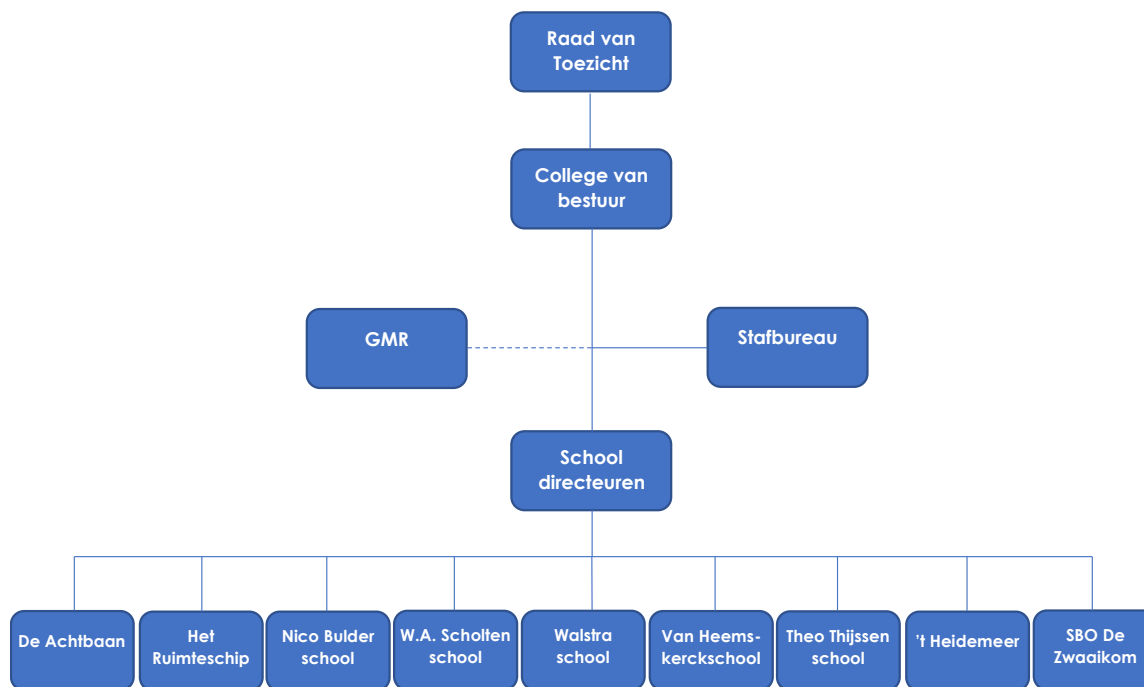 Raad van
Toezicht
College van
bestuur
GMR
Stafbureau
School
directeuren
De Achtbaan
Het
Ruimteschip
Nico Bulder
school
W.A. Scholten
school
Walstra
school
Van Heems-
kerckschool
Theo Thijssen
school
’t Heidemeer
SBO De
Zwaaikom